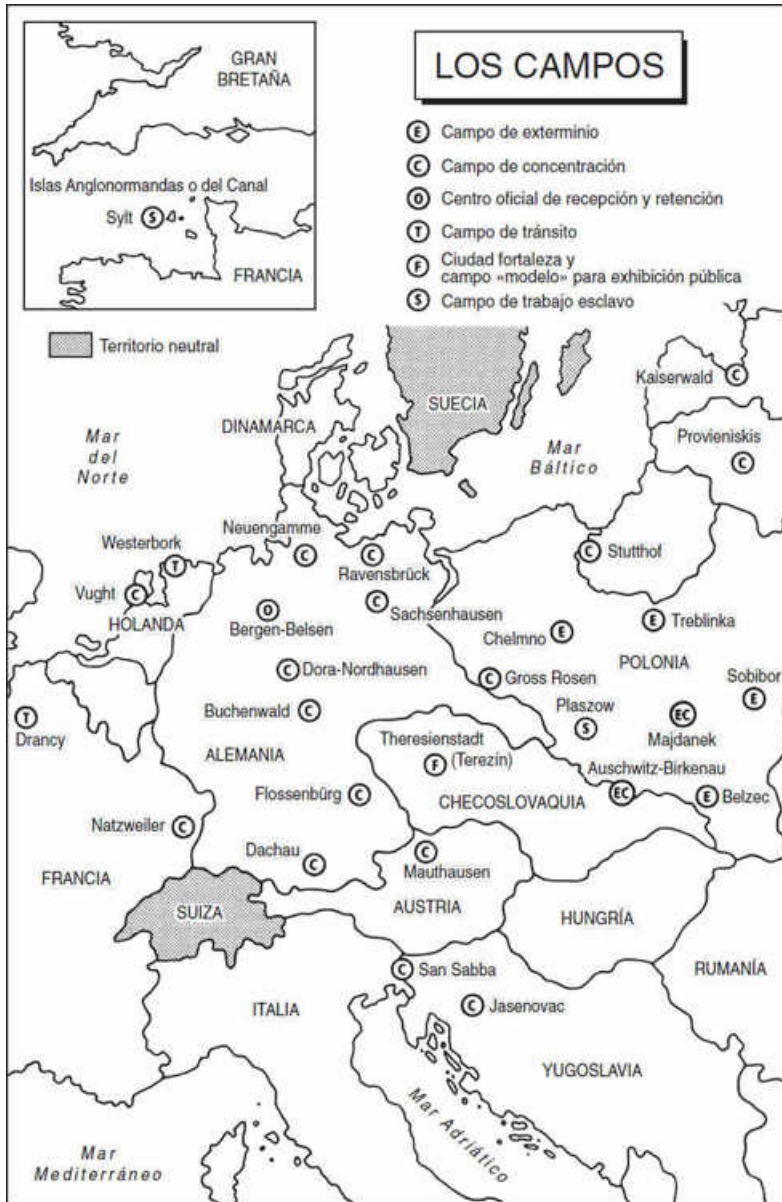 GRAN
BRETAÑA
Islas Anglonormandas o del Canal
Sylt S
FRANCIA
LOS CAMPOS
E Campo de exterminio
C Campo de concentración
O Centro oficial de recepción y retención
T Campo de tránsito
F Ciudad fortaleza y
campo «modelo» para exhibición pública
S Campo de trabajo esclavo
Territorio neutral
SUECIA
Kaiserwald C
DINAMARCA
Mar
del
Norte
Mar
Báltico
Provieniskis
C
Neuengamme
C
Westerbork
T
C
Ravensbrück
C
Stutthof
Vught C
HOLANDA
C
Sachsenhausen
O
Bergen-Belsen
E Treblinka
Chelmno E
POLONIA
C Dora-Nordhausen
C Gross Rosen
Sobibor
E
Buchenwald C
Plaszow
S
EC
Majdanek
T
Drancy
ALEMANIA
Theresienstadt
F (Terezín)
Auschwitz-Birkenau
EC
E Belzec
Flossenbürg C
CHECOSLOVAQUIA
Natzweiler C
Dachau C
C
Mauthausen
FRANCIA
SUIZA
AUSTRIA
HUNGRÍA
RUMANÍA
C San Sabba
ITALIA
C Jasenovac
YUGOSLAVIA
Mar Adriático
Mar
Mediterráneo